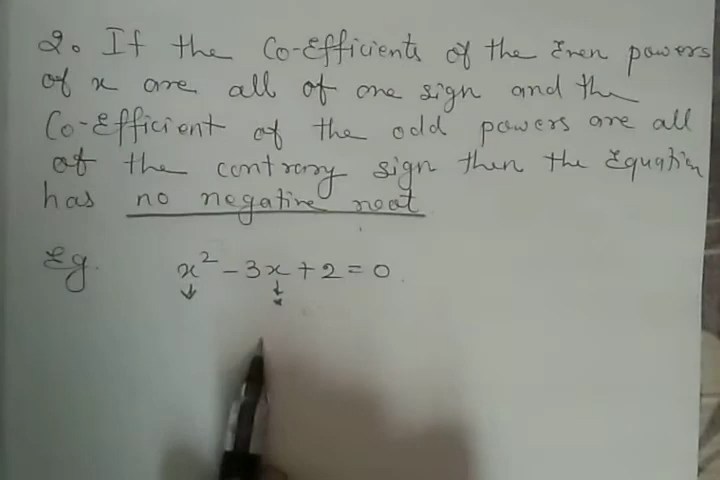 2. If the Co-Efficients of the Even powers
of x are all of one sign and the
Co-Efficient of the odd powers are all
of the contrary sign then the Equation
has no negative root
Eg. x² - 3x + 2 = 0.